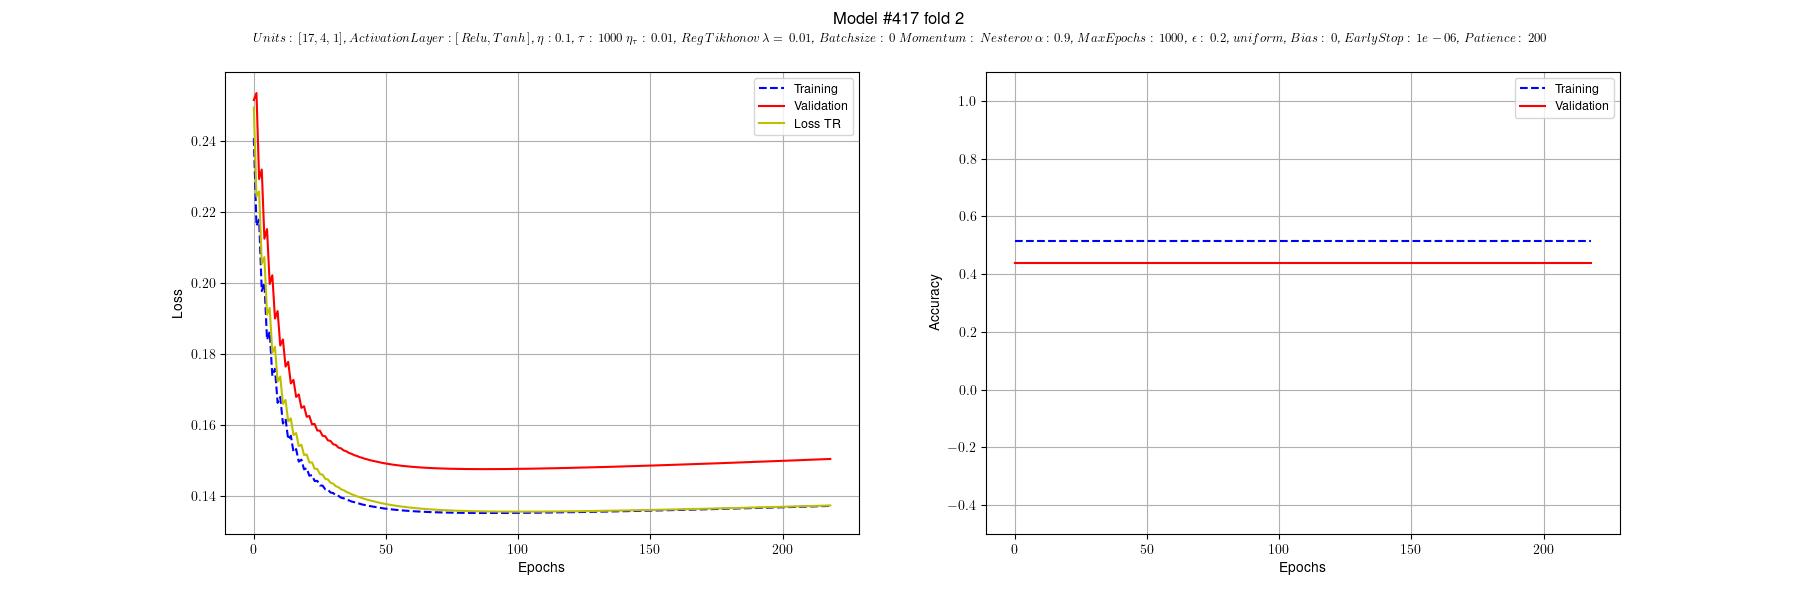 Model #417 fold 2
Units : [17, 4, 1], ActivationLayer : [ Relu, Tanh], η : 0.1, τ : 1000 η_τ : 0.01, Reg Tikhonov λ = 0.01, Batchsize : 0 Momentum : Nesterov α : 0.9, MaxEpochs : 1000, ϵ : 0.2, uniform, Bias : 0, EarlyStop : 1e − 06, Patience : 200
Training
Validation
Loss TR
0.24
0.22
0.20
0.18
0.16
0.14
Loss
0 50 100 150 200
Epochs
Training
Validation
1.0
0.8
0.6
0.4
0.2
0.0
−0.2
−0.4
Accuracy
0 50 100 150 200
Epochs